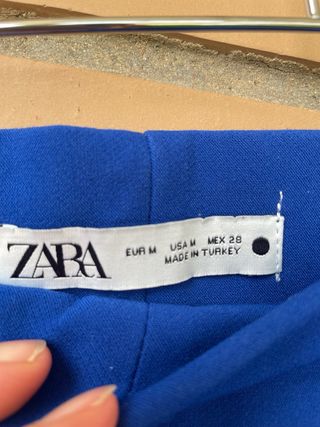 ZARA
EUR M USA M MEX 28
MADE IN TURKEY